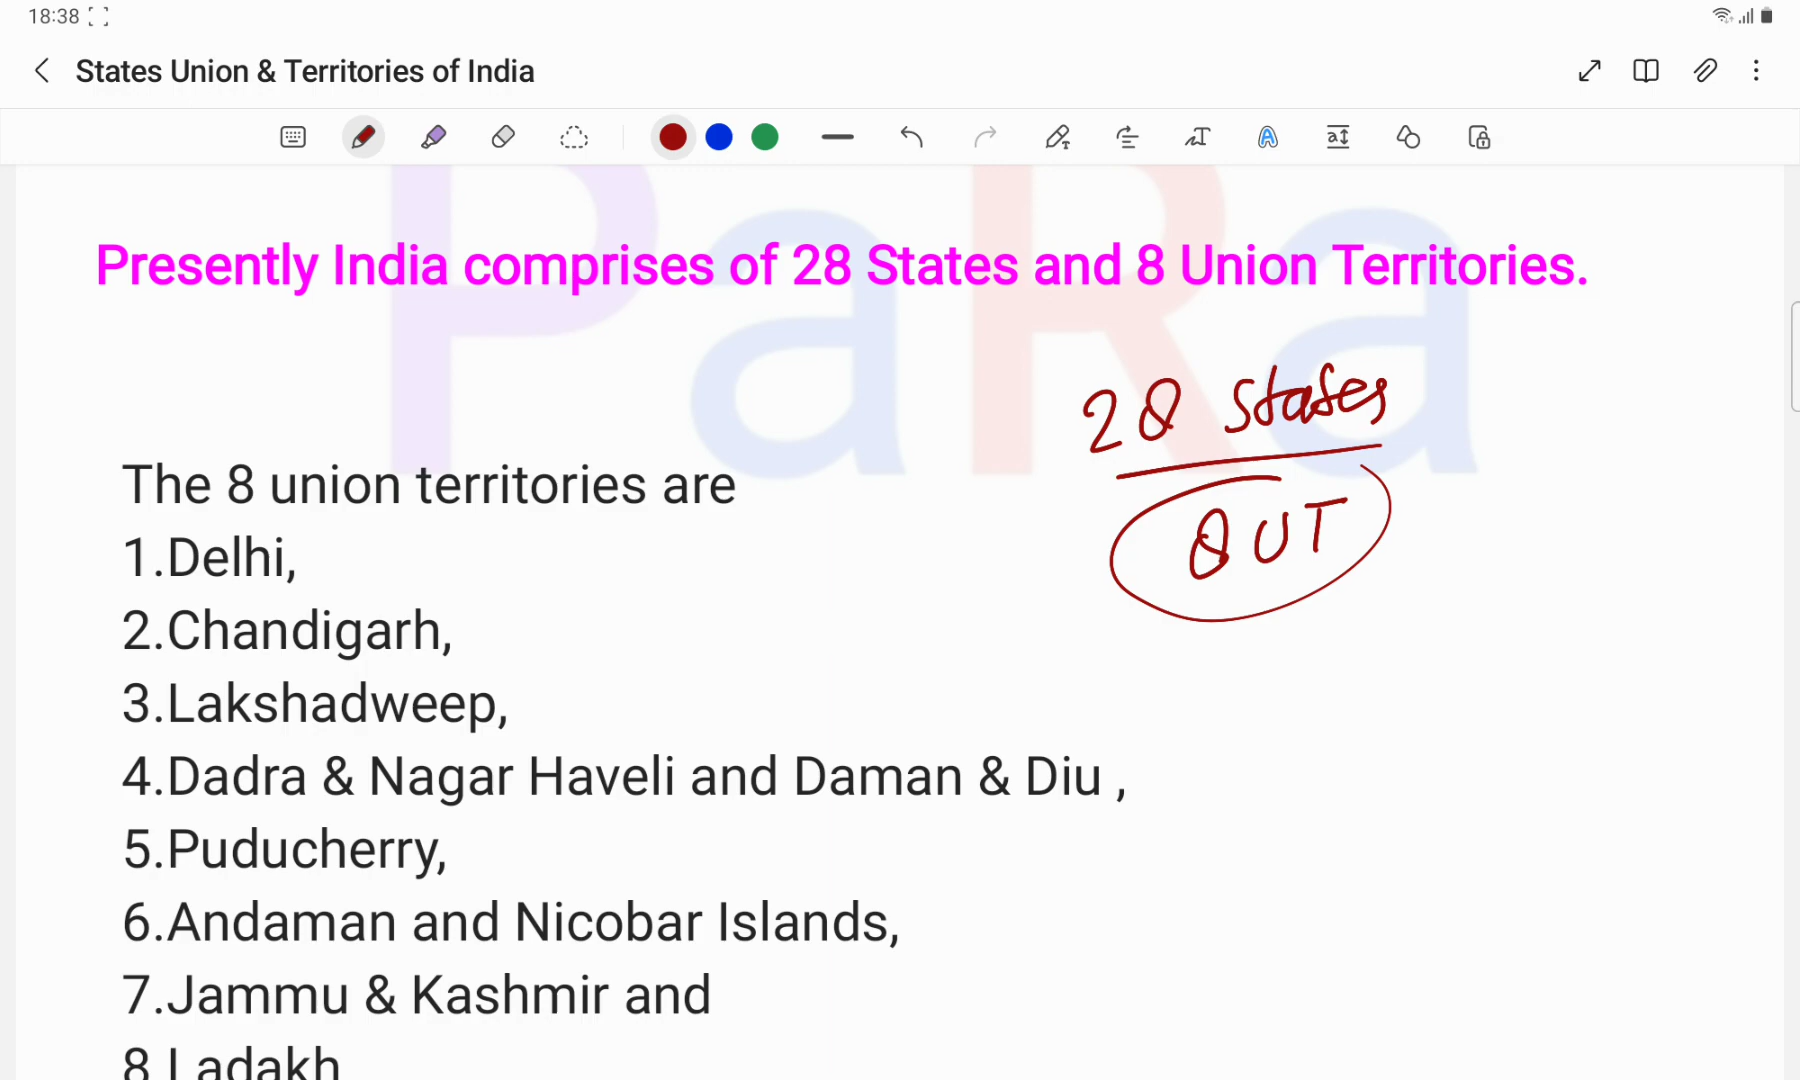 18:38
States Union & Territories of India
PaRa
Presently India comprises of 28 States and 8 Union Territories.
28 States
8 UT
The 8 union territories are
1.Delhi,
2.Chandigarh,
3.Lakshadweep,
4.Dadra & Nagar Haveli and Daman & Diu ,
5.Puducherry,
6.Andaman and Nicobar Islands,
7.Jammu & Kashmir and
8.Ladakh